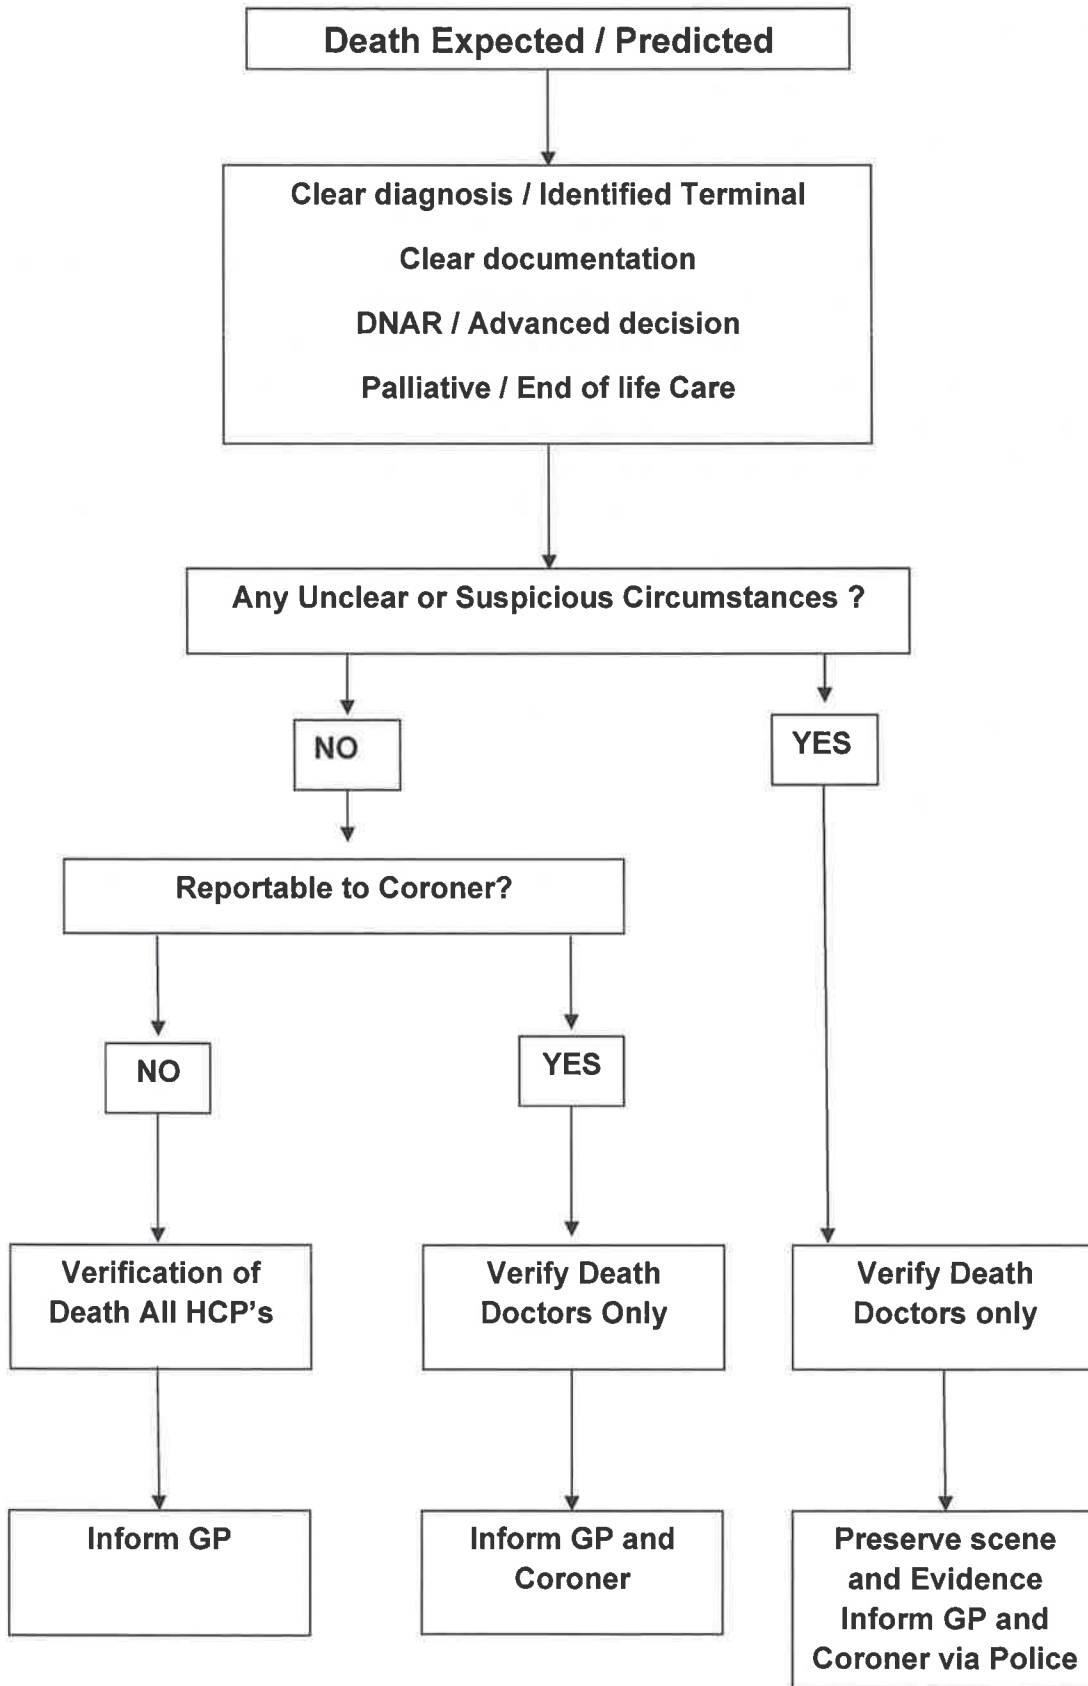 Death Expected / Predicted
Clear diagnosis / Identified Terminal
Clear documentation
DNAR / Advanced decision
Palliative / End of life Care
Any Unclear or Suspicious Circumstances ?
NO
YES
Reportable to Coroner?
NO
YES
Verification of
Death All HCP's
Verify Death
Doctors Only
Verify Death
Doctors only
Inform GP
Inform GP and
Coroner
Preserve scene
and Evidence
Inform GP and
Coroner via Police